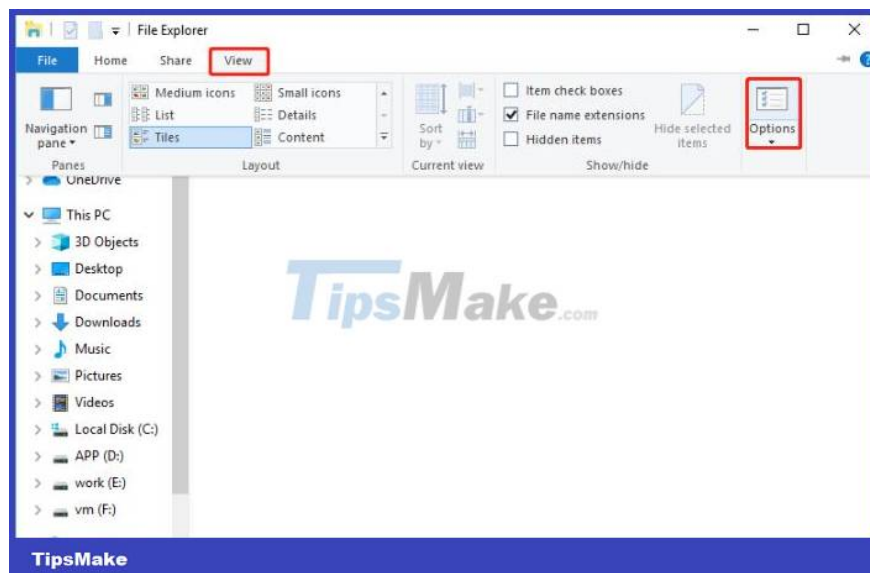 File Explorer
File Home Share View
Medium icons Small icons
List Details
Tiles Content
Navigation pane
Sort by
Item check boxes
File name extensions
Hidden items
Hide selected items
Options
Panes Layout Current view Show/hide
OneDrive
This PC
3D Objects
Desktop
Documents
Downloads
Music
Pictures
Videos
Local Disk (C:)
APP (D:)
work (E:)
vm (F:)
TipsMake.com
TipsMake